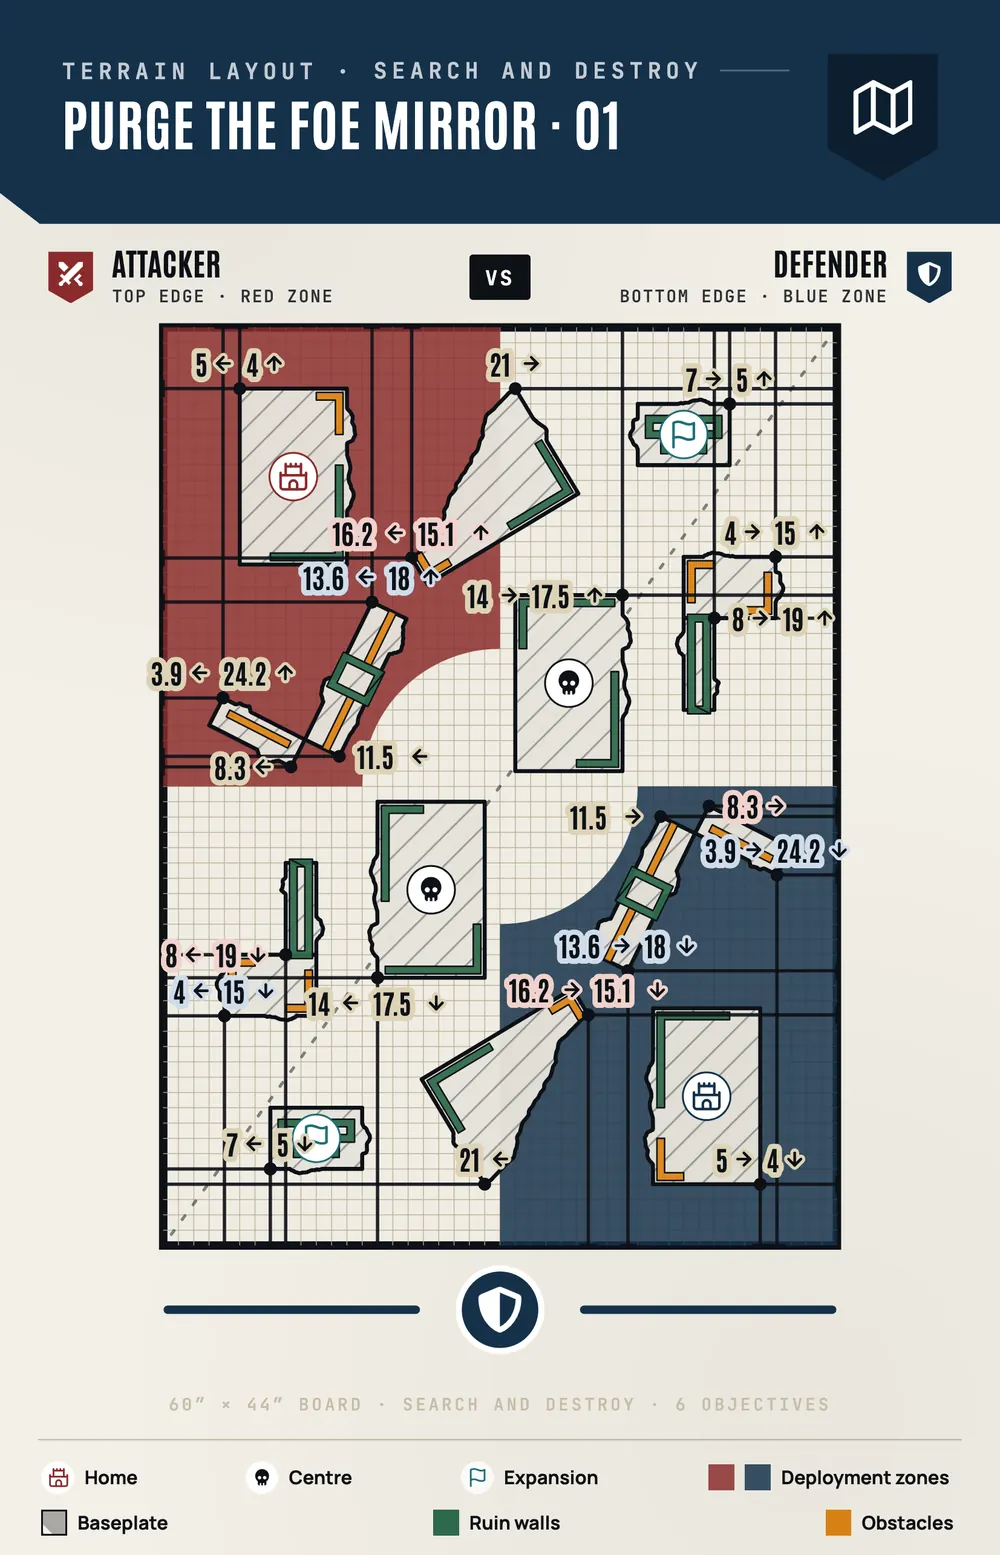 TERRAIN LAYOUT · SEARCH AND DESTROY
PURGE THE FOE MIRROR · 01
ATTACKER
TOP EDGE · RED ZONE
VS
DEFENDER
BOTTOM EDGE · BLUE ZONE
5 ← 4 ↑
21 →
7 → 5 ↑
16.2 ← 15.1 ↑
4 → 15 ↑
13.6 ← 18 ↑
14 → 17.5 ↑
8 → 19 ↑
3.9 ← 24.2 ↑
8.3 ←
11.5 ←
11.5 →
8.3 →
3.9 → 24.2 ↓
8 ← 19 ↓
13.6 → 18 ↓
4 ← 15 ↓
14 ← 17.5 ↓
16.2 → 15.1 ↓
7 ← 5 ↓
21 ←
5 → 4 ↓
60″ × 44″ BOARD · SEARCH AND DESTROY · 6 OBJECTIVES
Home
Centre
Expansion
Deployment zones
Baseplate
Ruin walls
Obstacles